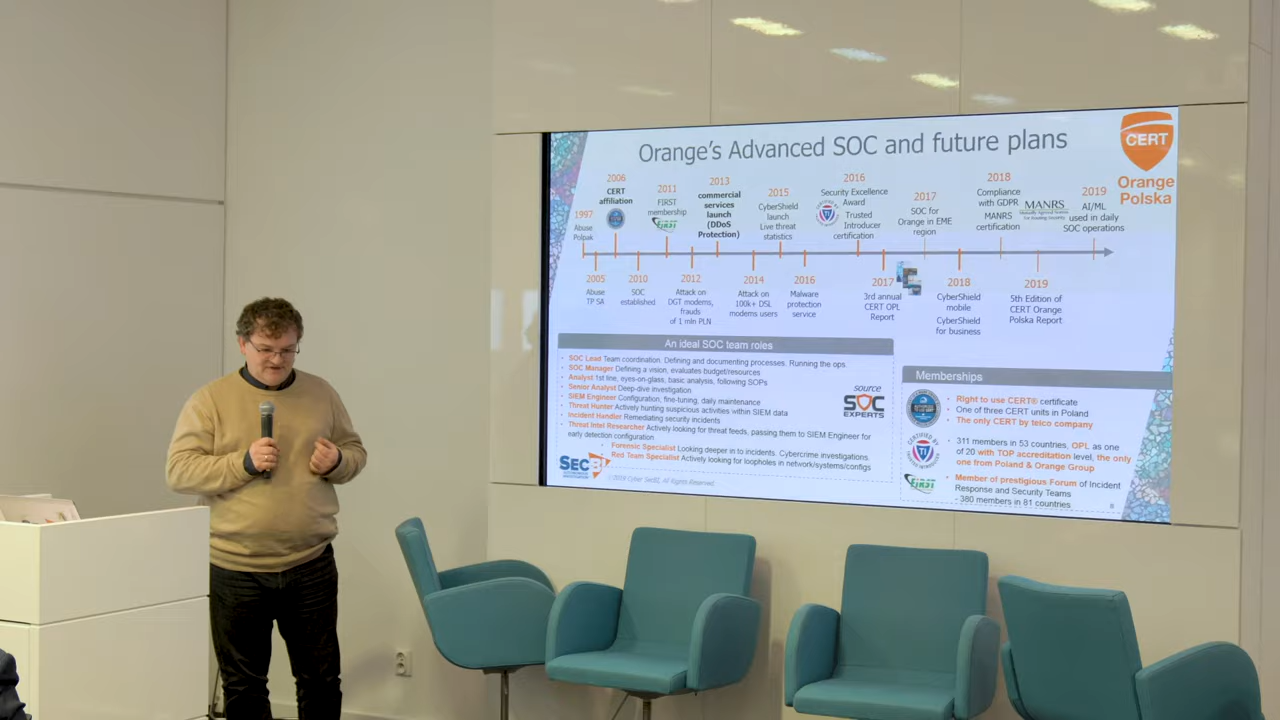 Orange's Advanced SOC and future plans
CERT
Orange
Polska
1997
Abuse
Polpak
2006
CERT
affiliation
2011
FIRST
membership
2013
commercial
services
launch
(DDoS
Protection)
2015
CyberShield
launch
Live threat
statistics
2016
Security Excellence
Award
Trusted
Introducer
certification
2017
SOC for
Orange in EME
region
2018
Compliance
with GDPR
MANRS
certification
MANRS
2019
AI/ML
used in daily
SOC operations
2005
Abuse
TP SA
2010
SOC
established
2012
Attack on
DGT modems,
frauds
of 1 mln PLN
2014
Attack on
100k+ DSL
modems users
2016
Malware
protection
service
2017
3rd annual
CERT OPL
Report
2018
CyberShield
mobile
CyberShield
for business
2019
5th Edition of
CERT Orange
Polska Report
An ideal SOC team roles
• SOC Lead Team coordination. Defining and documenting processes. Running the ops
• SOC Manager Defining a vision, evaluates budget/resources
• Analyst 1st line, eyes-on-glass, basic analysis, following SOPs
• Senior Analyst Deep-dive investigation
• SIEM Engineer Configuration, fine-tuning, daily maintenance
• Threat Hunter Actively hunting suspicious activities within SIEM data
• Incident Handler Remediating security incidents
• Threat Intel Researcher Actively looking for threat feeds, passing them to SIEM Engineer for
early detection configuration
• Forensic Specialist Looking deeper in to incidents. Cybercrime investigations
• Red Team Specialist Actively looking for loopholes in network/systems/configs
source
SOC
EXPERTS
SECBIZ
©2019 Cyber SecBIZ, All Rights Reserved.
Memberships
• Right to use CERT® certificate
• One of three CERT units in Poland
• The only CERT by telco company
• 311 members in 53 countries, OPL as one
of 20 with TOP accreditation level, the only
one from Poland & Orange Group
• Member of prestigious Forum of Incident
Response and Security Teams
- 380 members in 81 countries
CERTIFIED BY
TI
FIRST